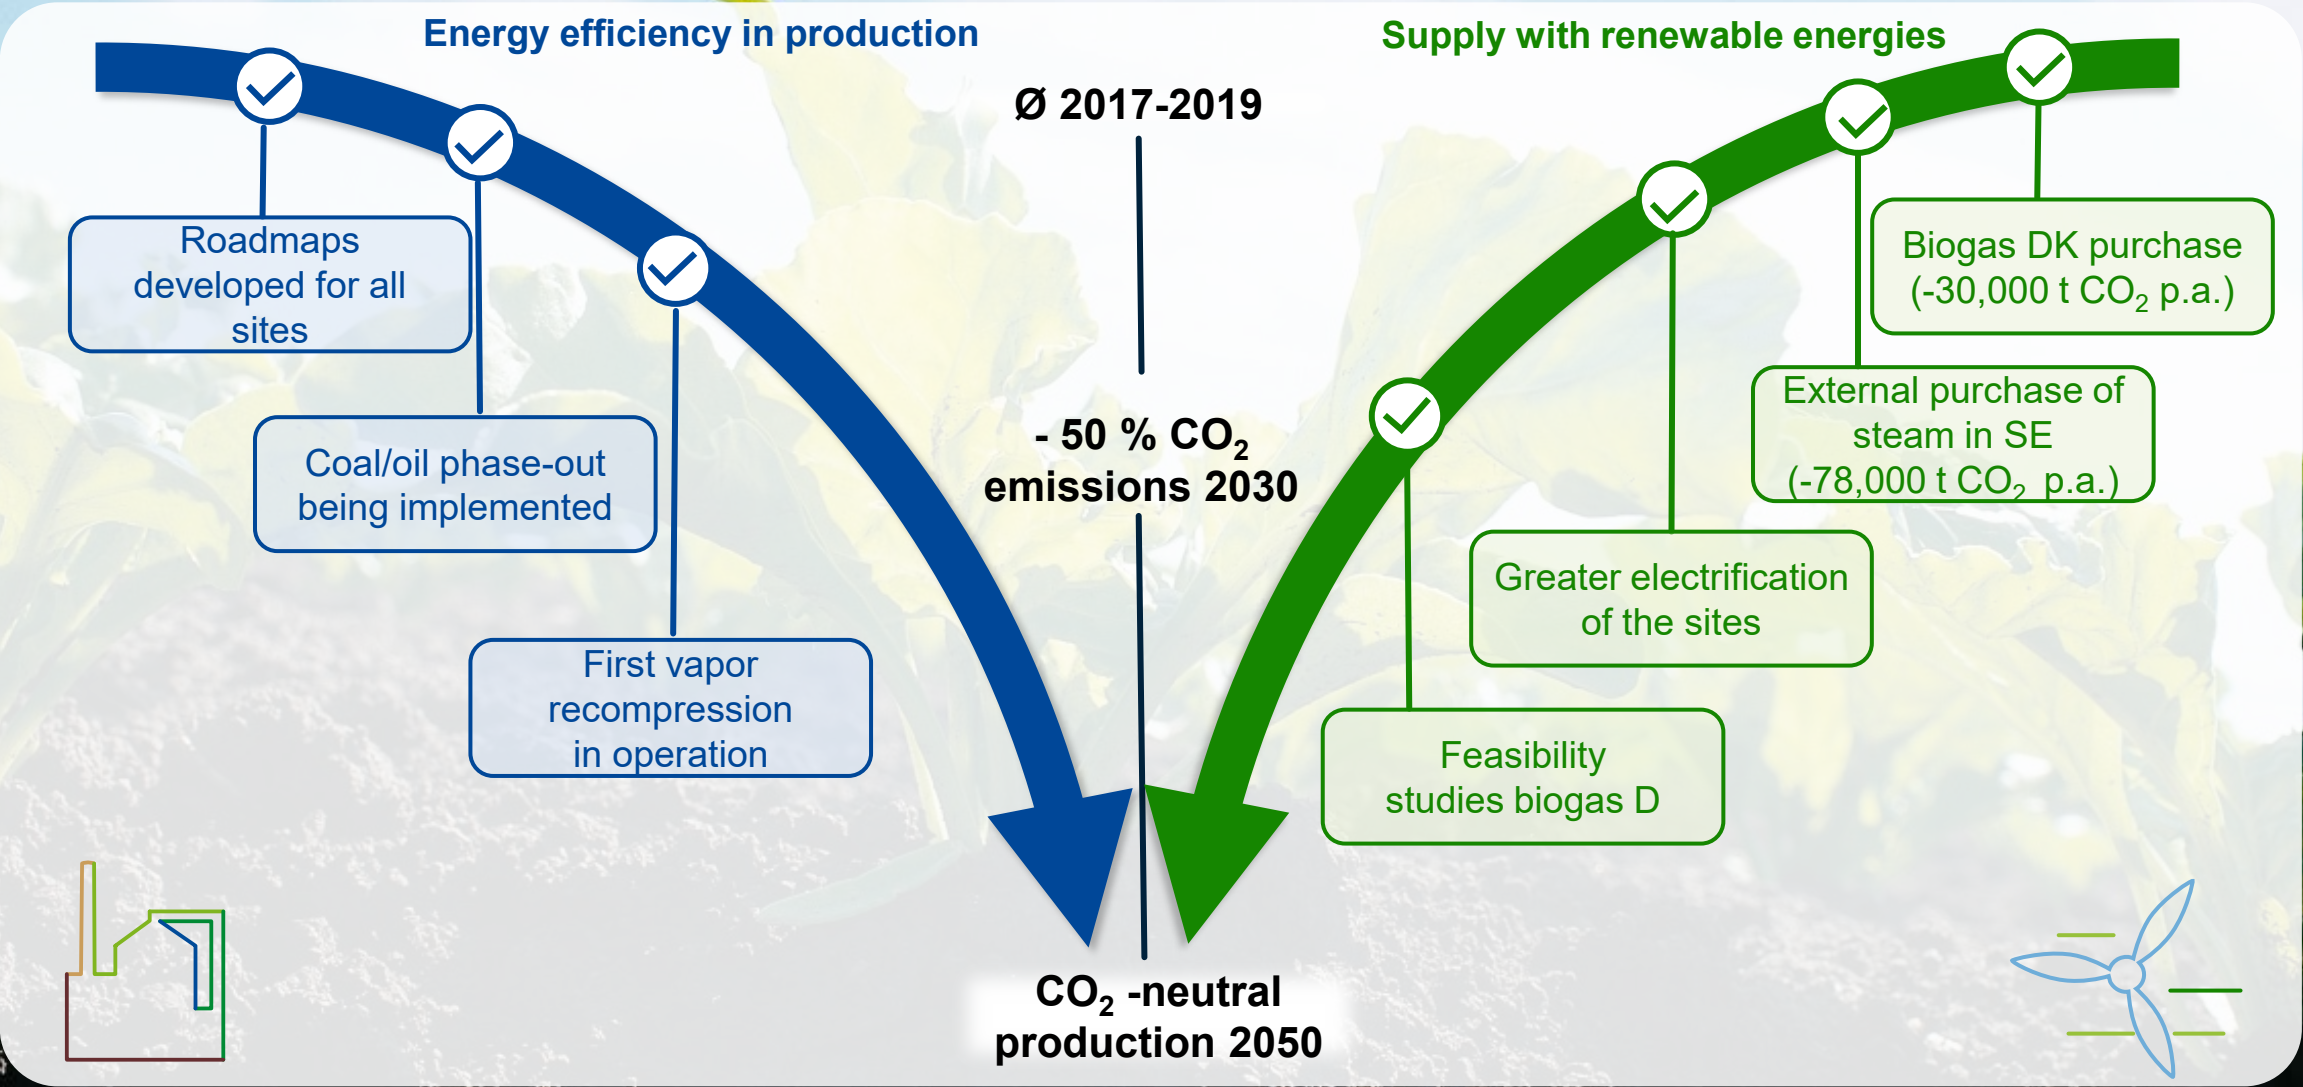 Energy efficiency in production
Supply with renewable energies
Ø 2017-2019
Roadmaps
developed for all
sites
Coal/oil phase-out
being implemented
First vapor
recompression
in operation
- 50 % CO₂
emissions 2030
Biogas DK purchase
(-30,000 t CO₂ p.a.)
External purchase of
steam in SE
(-78,000 t CO₂ p.a.)
Greater electrification
of the sites
Feasibility
studies biogas D
CO₂ -neutral
production 2050